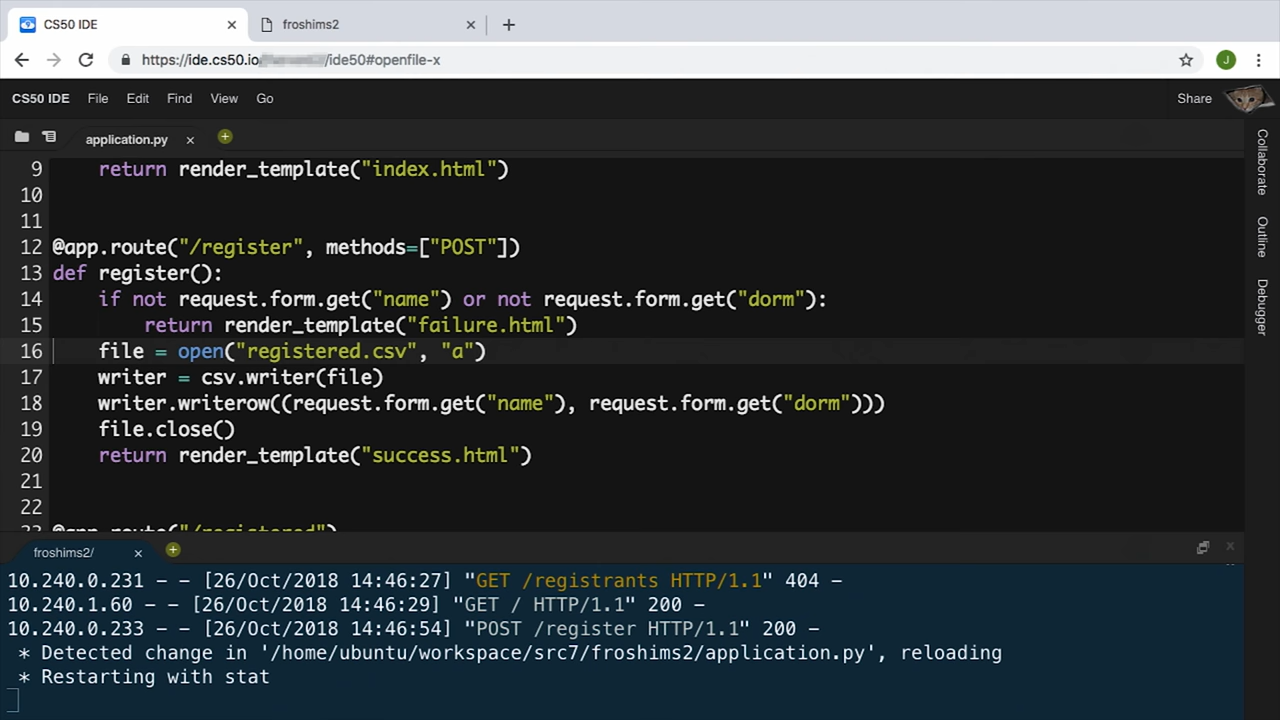 CS50 IDE
froshims2
https://ide.cs50.io/ide50#openfile-x
J
CS50 IDE File Edit Find View Go Share
application.py
Collaborate
Outline
Debugger
9 return render_template("index.html")
10
11
12 @app.route("/register", methods=["POST"])
13 def register():
14 if not request.form.get("name") or not request.form.get("dorm"):
15 return render_template("failure.html")
16 file = open("registered.csv", "a")
17 writer = csv.writer(file)
18 writer.writerow((request.form.get("name"), request.form.get("dorm")))
19 file.close()
20 return render_template("success.html")
21
22
23 @app.route("/registered")
froshims2/
10.240.0.231 - - [26/Oct/2018 14:46:27] "GET /registrants HTTP/1.1" 404 -
10.240.1.60 - - [26/Oct/2018 14:46:29] "GET / HTTP/1.1" 200 -
10.240.0.233 - - [26/Oct/2018 14:46:54] "POST /register HTTP/1.1" 200 -
* Detected change in '/home/ubuntu/workspace/src7/froshims2/application.py', reloading
* Restarting with stat